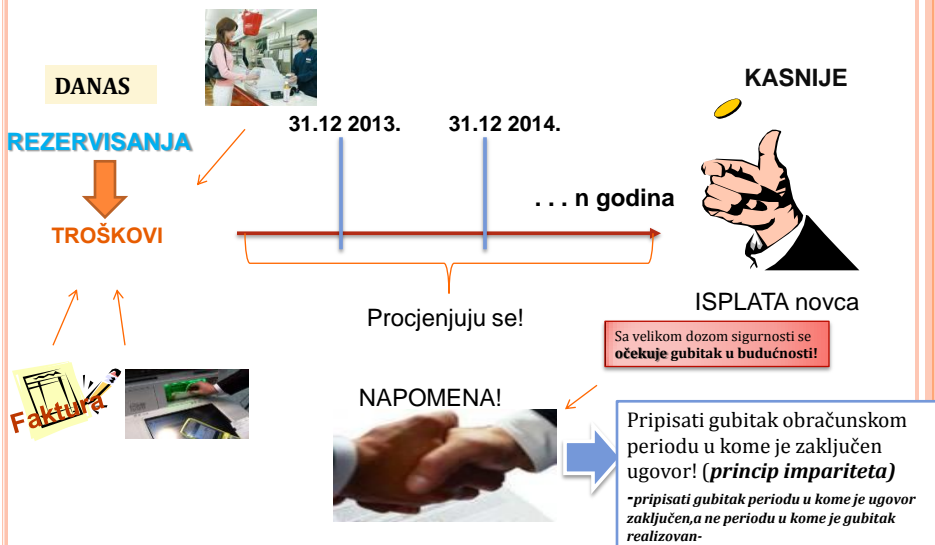 DANAS
KASNIJE
REZERVISANJA
31.12 2013.
31.12 2014.
. . . n godina
TROŠKOVI
Procjenjuju se!
ISPLATA novca
Sa velikom dozom sigurnosti se
očekuje gubitak u budućnosti!
Faktura
NAPOMENA!
Pripisati gubitak obračunskom
periodu u kome je zaključen
ugovor! (princip impariteta)
-pripisati gubitak periodu u kome je ugovor
zaključen,a ne periodu u kome je gubitak
realizovan-